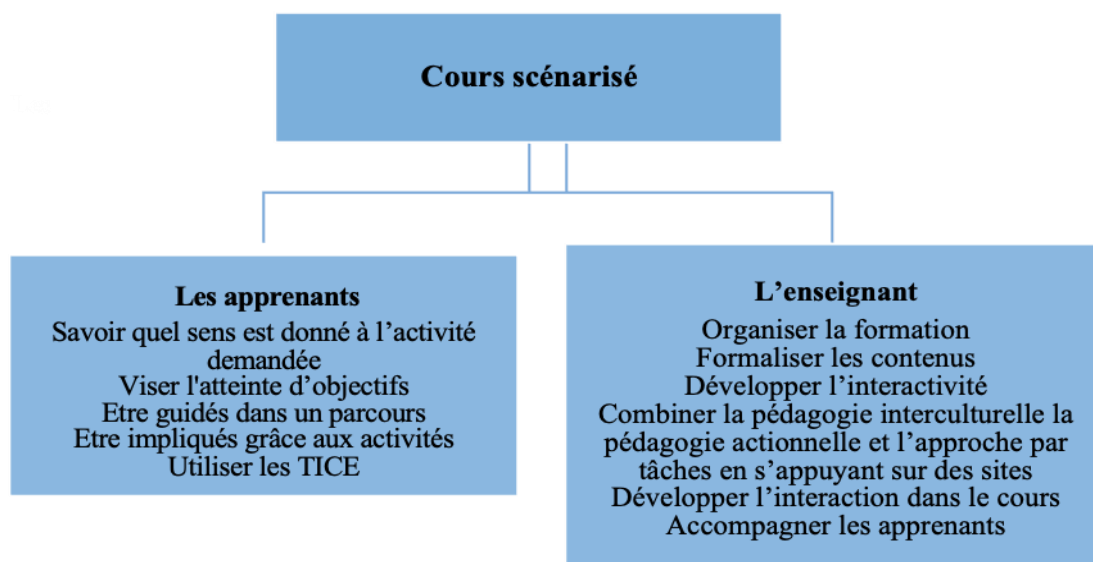 Cours scénarisé
Les apprenants
Savoir quel sens est donné à l’activité
demandée
Viser l'atteinte d’objectifs
Etre guidés dans un parcours
Etre impliqués grâce aux activités
Utiliser les TICE
L’enseignant
Organiser la formation
Formaliser les contenus
Développer l’interactivité
Combiner la pédagogie interculturelle la
pédagogie actionnelle et l’approche par
tâches en s’appuyant sur des sites
Développer l’interaction dans le cours
Accompagner les apprenants